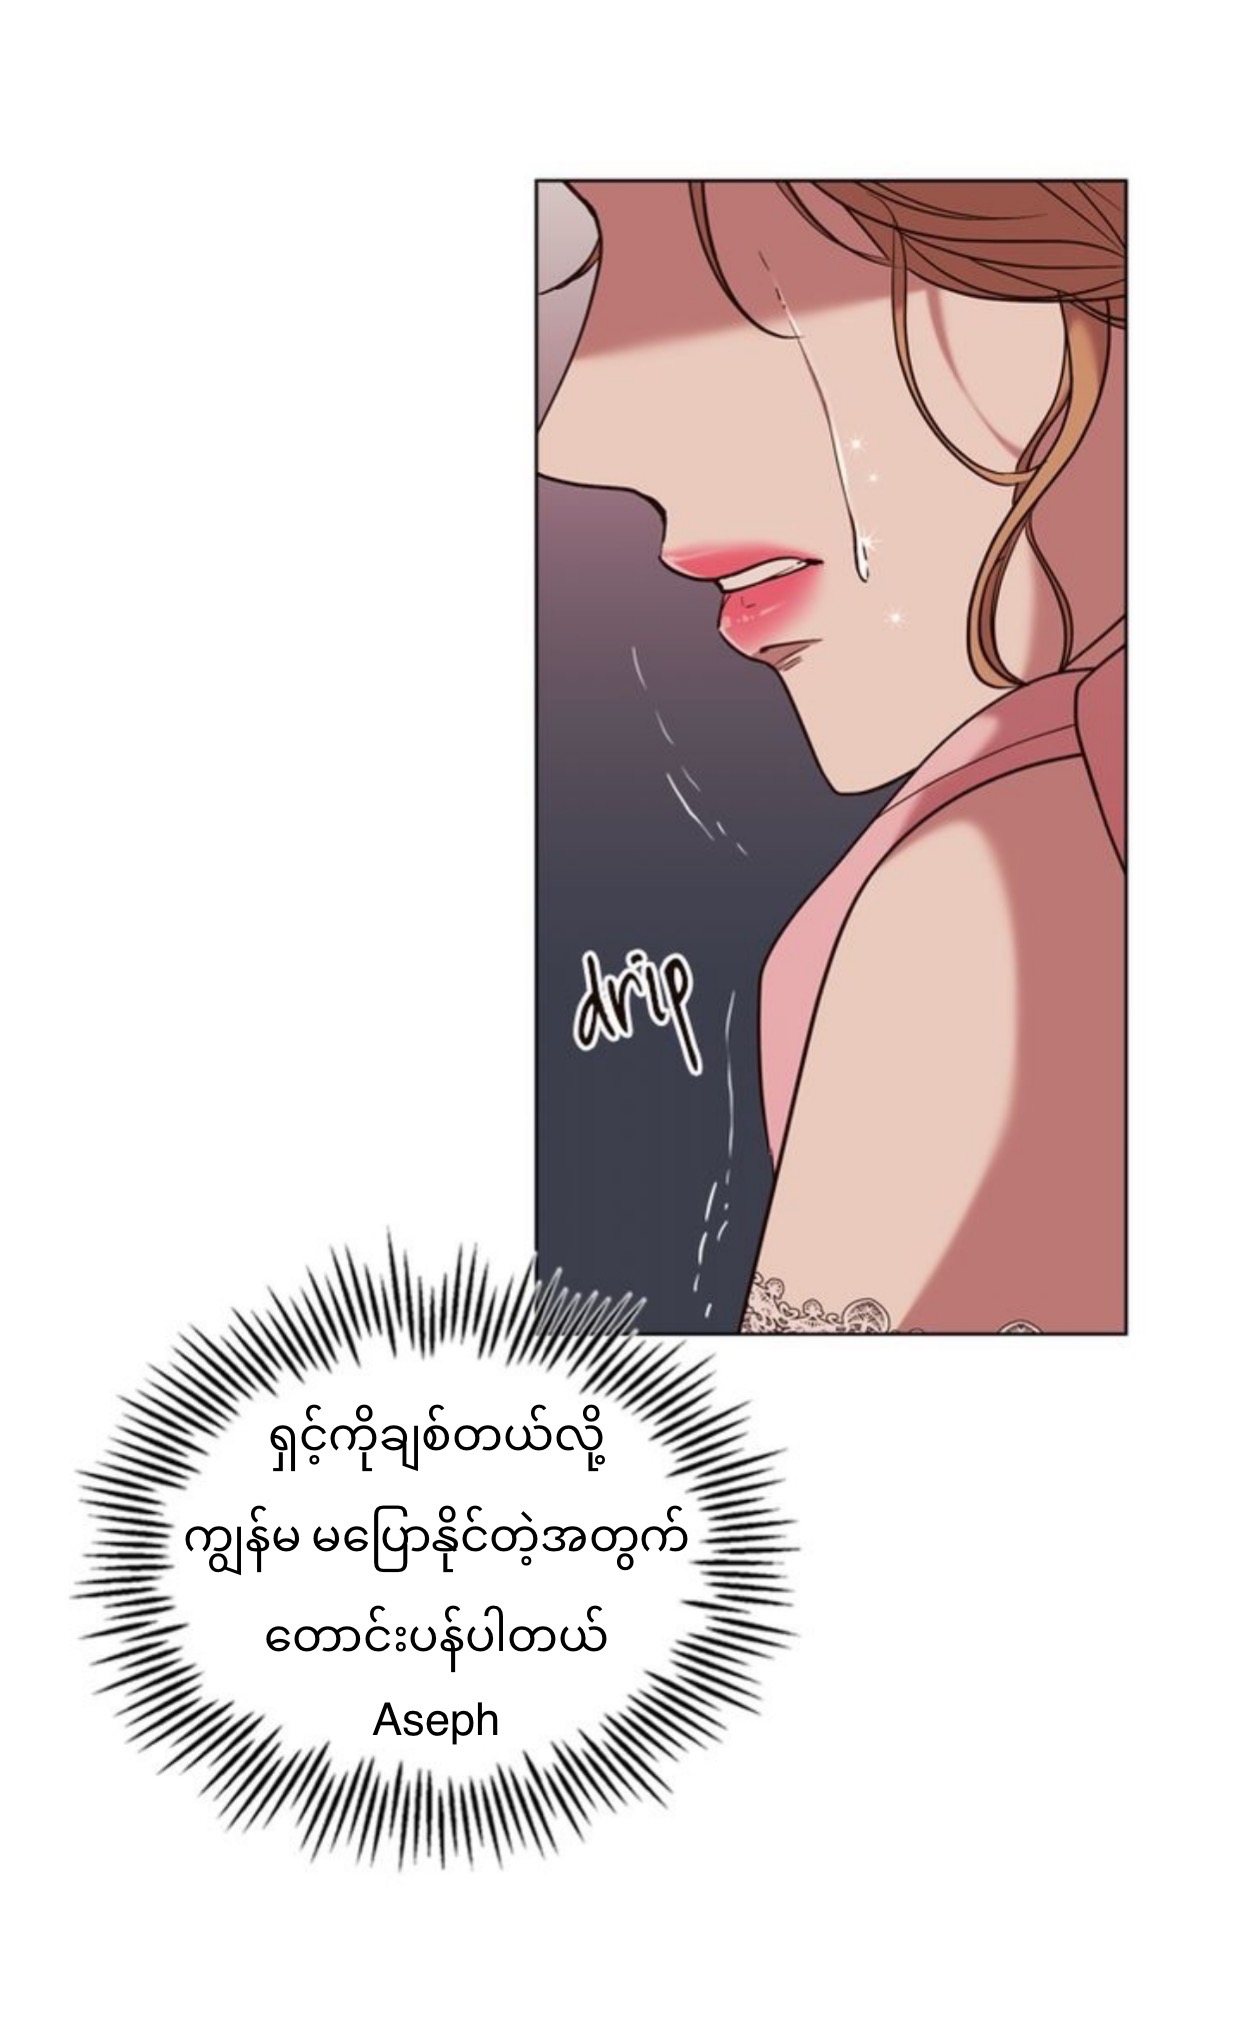 drip
ရှင့်ကိုချစ်တယ်လို့
ကျွန်မ မပြောနိုင်တဲ့အတွက်
တောင်းပန်ပါတယ်
Aseph